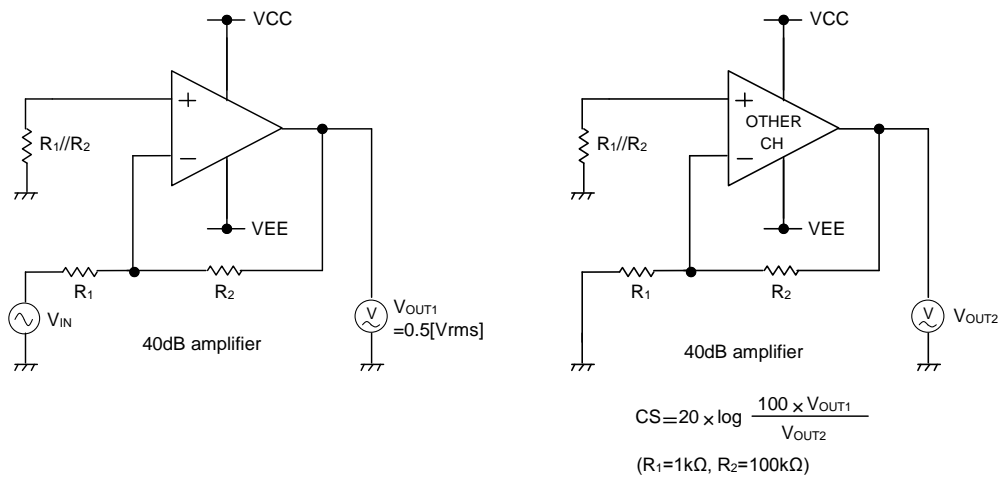 VCC
R1//R2
+
−
VEE
R1
R2
VIN
VOUT1
=0.5[Vrms]
V
40dB amplifier
VCC
R1//R2
+
OTHER
CH
−
VEE
R1
R2
V
VOUT2
40dB amplifier
CS=20×log 100×VOUT1 / VOUT2
(R1=1kΩ, R2=100kΩ)